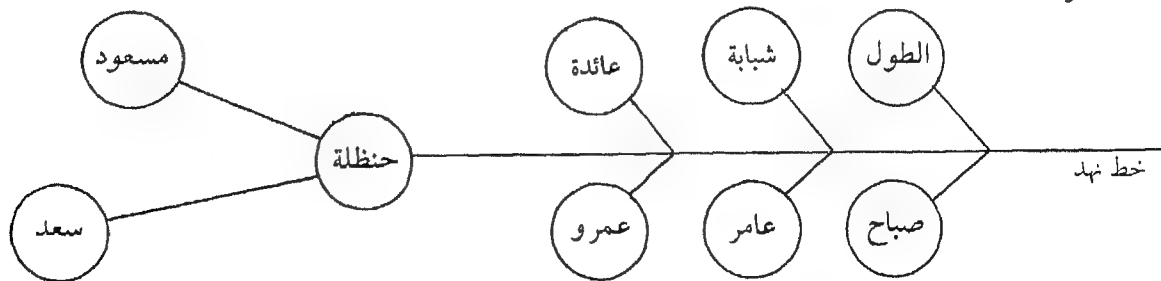 الطول
شبابة
عائدة
مسعود
حنظلة
خط نهد
صباح
عامر
عمرو
سعد